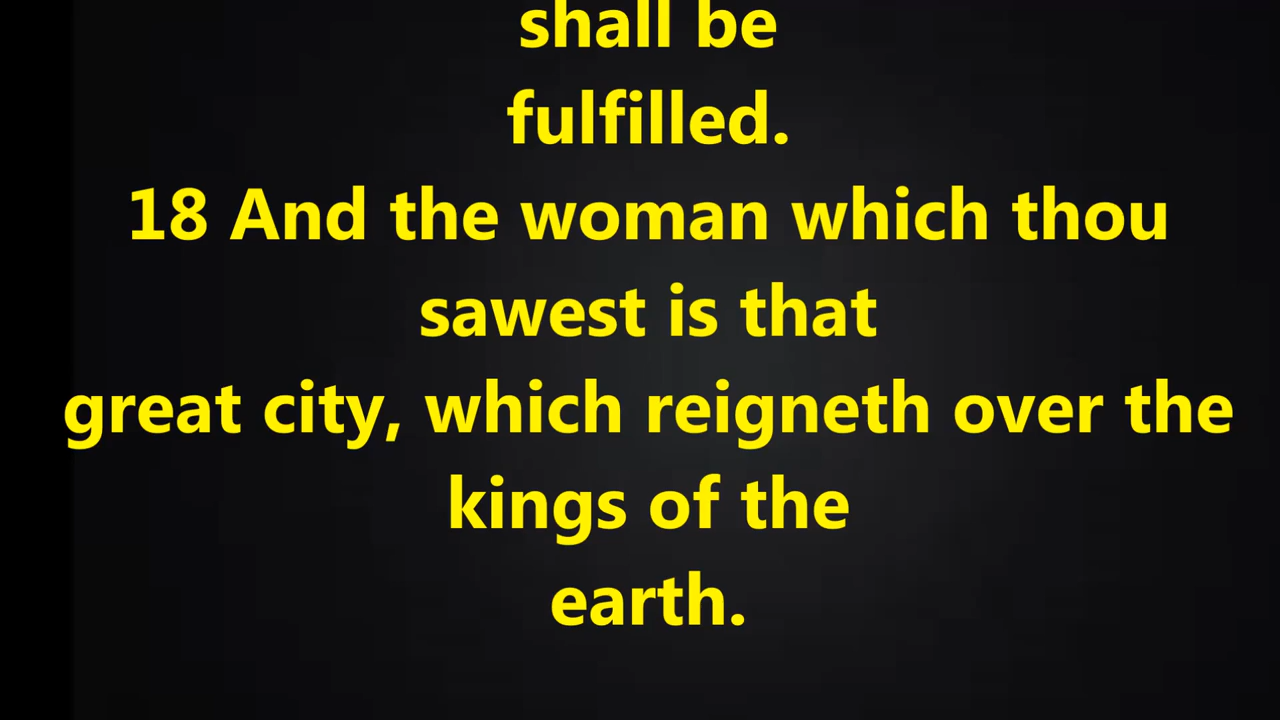 shall be
fulfilled.
18 And the woman which thou
sawest is that
great city, which reigneth over the
kings of the
earth.